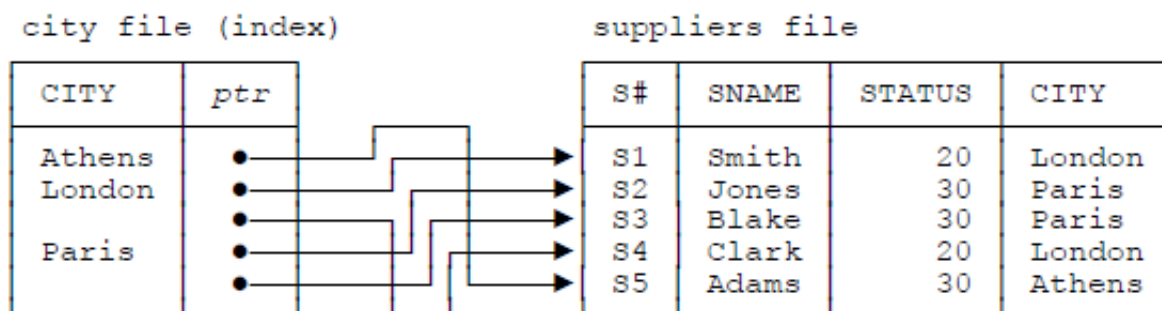 city file (index) suppliers file
CITY ptr S# SNAME STATUS CITY
Athens S1 Smith 20 London
London S2 Jones 30 Paris
S3 Blake 30 Paris
Paris S4 Clark 20 London
S5 Adams 30 Athens